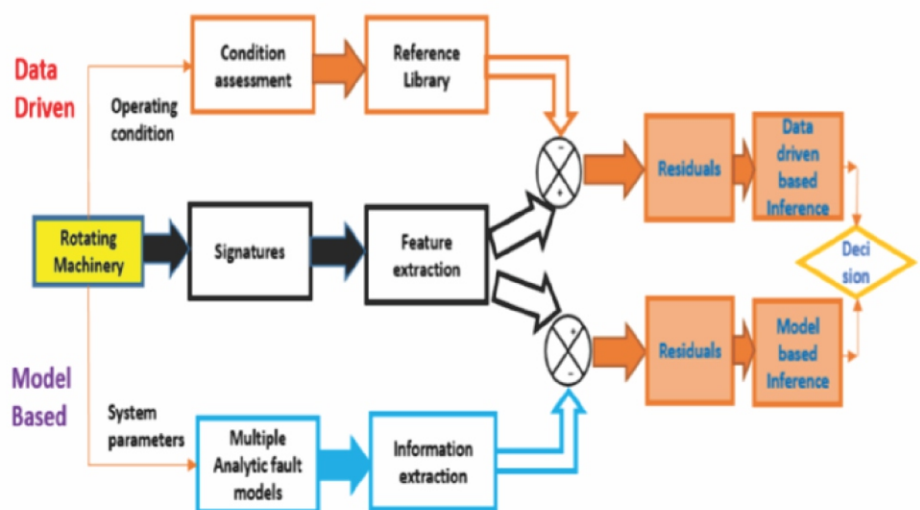 Data
Driven
Operating
condition
Condition
assessment
Reference
Library
-
+
Residuals
Data
driven
based
Inference
Rotating
Machinery
Signatures
Feature
extraction
Deci
sion
Model
Based
System
parameters
Multiple
Analytic fault
models
Information
extraction
+
-
Residuals
Model
based
Inference